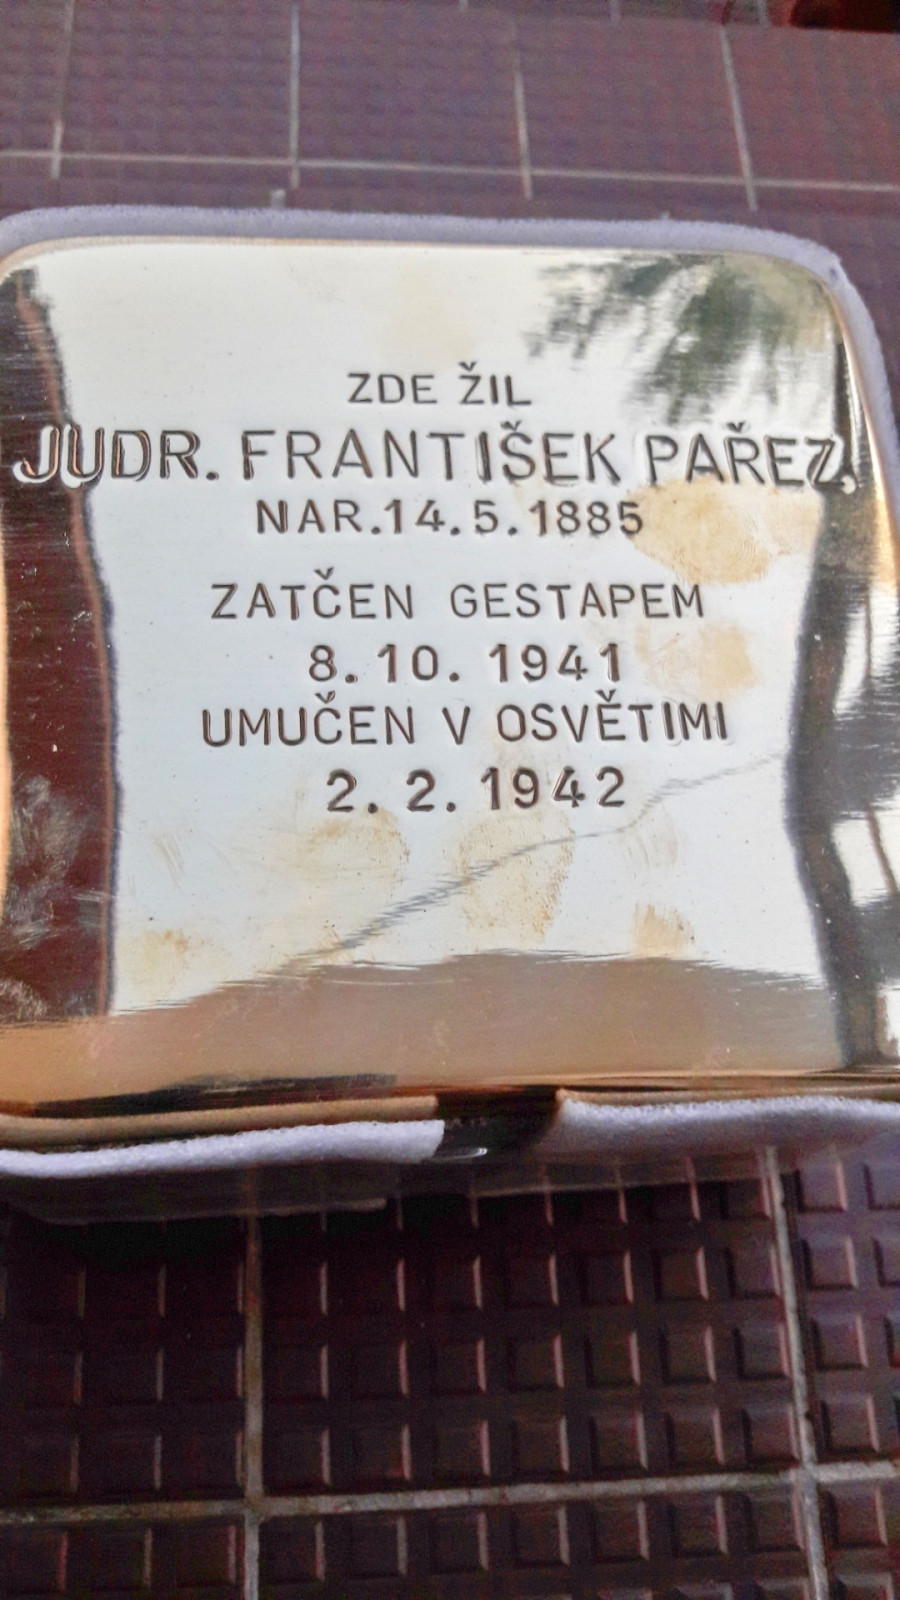 ZDE ŽIL
JUDR. FRANTIŠEK PAŘEZ,
NAR.14.5.1885
ZATČEN GESTAPEM
8.10.1941
UMUČEN V OSVĚTIMI
2.2.1942